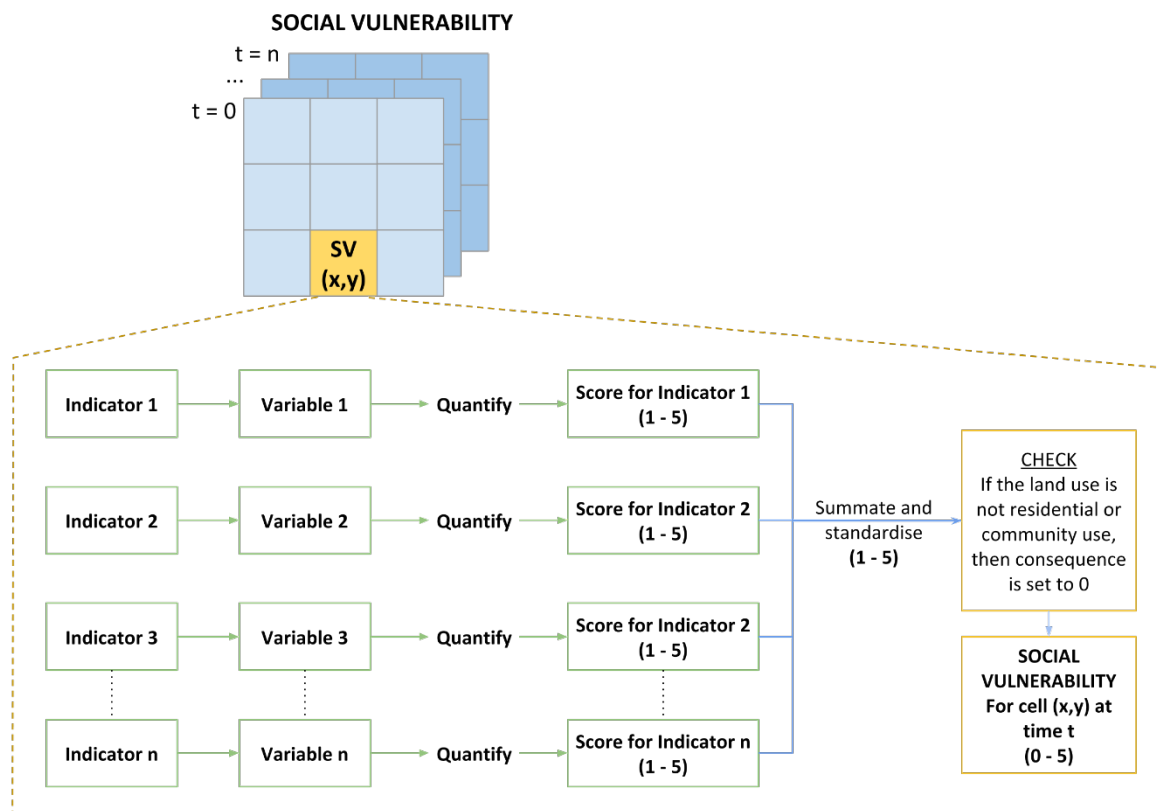 SOCIAL VULNERABILITY
t = n
...
t = 0
SV
(x,y)
Indicator 1
Variable 1
Quantify
Score for Indicator 1
(1 - 5)
Indicator 2
Variable 2
Quantify
Score for Indicator 2
(1 - 5)
Indicator 3
Variable 3
Quantify
Score for Indicator 2
(1 - 5)
Indicator n
Variable n
Quantify
Score for Indicator n
(1 - 5)
Summate and
standardise
(1 - 5)
CHECK
If the land use is
not residential or
community use,
then consequence
is set to 0
SOCIAL
VULNERABILITY
For cell (x,y) at
time t
(0 - 5)